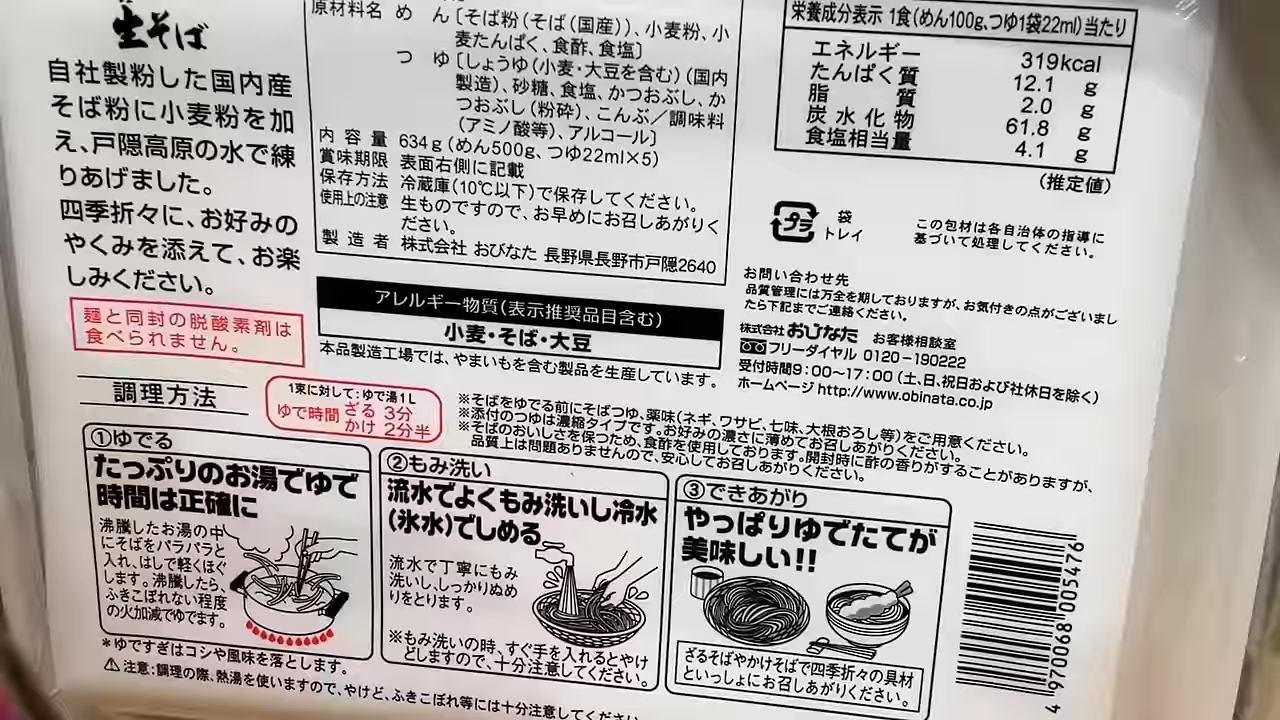 生そば
自社製粉した国内産
そば粉に小麦粉を加
え、戸隠高原の水で練
りあげました。
四季折々に、お好みの
やくみを添えて、お楽
しみください。
麺と同封の脱酸素剤は
食べられません。
原材料名 めん〔そば粉(そば(国産))、小麦粉、小
麦たんぱく、食酢、食塩〕
つゆ〔しょうゆ(小麦・大豆を含む)(国内
製造)、砂糖、食塩、かつおぶし、か
つおぶし(粉砕)、こんぶ/調味料
(アミノ酸等)、アルコール〕
内容量 634g(めん500g、つゆ22ml×5)
賞味期限 表面右側に記載
保存方法 冷蔵庫(10℃以下)で保存してください。
使用上の注意 生ものですので、お早めにお召しあがりく
ださい。
製造者 株式会社 おびなた 長野県長野市戸隠2640
アレルギー物質(表示推奨品目含む)
小麦・そば・大豆
本品製造工場では、やまいもを含む製品を生産しています。
栄養成分表示 1食(めん100g、つゆ1袋22ml)当たり
エネルギー 319kcal
たんぱく質 12.1 g
脂質 2.0 g
炭水化物 61.8 g
食塩相当量 4.1 g
(推定値)
プラ
袋
トレイ
この包材は各自治体の指導に
基づいて処理してください。
お問い合わせ先
品質管理には万全を期しておりますが、お気付きの点がございまし
たら下記までご連絡ください。
株式会社 おびなた お客様相談室
フリーダイヤル 0120-190222
受付時間9:00~17:00(土、日、祝日および社休日を除く)
ホームページ http://www.obinata.co.jp
調理方法
1束に対して:ゆで湯1L
ゆで時間 ざる 3分
かけ 2分半
※そばをゆでる前にそばつゆ、薬味(ネギ、ワサビ、七味、大根おろし等)をご用意ください。
※添付のつゆは濃縮タイプです。お好みの濃さに薄めてお召しあがりください。
※そばのおいしさを保つため、食酢を使用しております。開封時に酢の香りがすることがありますが、
品質上は問題ありませんので、安心してお召しあがりください。
①ゆでる
たっぷりのお湯でゆで
時間は正確に
沸騰したお湯の中
にそばをパラパラと
入れ、はしで軽くほぐ
します。沸騰したら、
ふきこぼれない程度
の火加減でゆでます。
*ゆですぎはコシや風味を落とします。
②もみ洗い
流水でよくもみ洗いし冷水
(氷水)でしめる
流水で丁寧にもみ
洗いし、しっかりぬめ
りをとります。
※もみ洗いの時、すぐ手を入れるとやけ
どしますので、十分注意してください。
③できあがり
やっぱりゆでたてが
美味しい!!
ざるそばやかけそばで四季折々の具材
といっしょにお召しあがりください。
⚠注意:調理の際、熱湯を使いますので、やけど、ふきこぼれ等には十分注意してください。
4 970068 005476